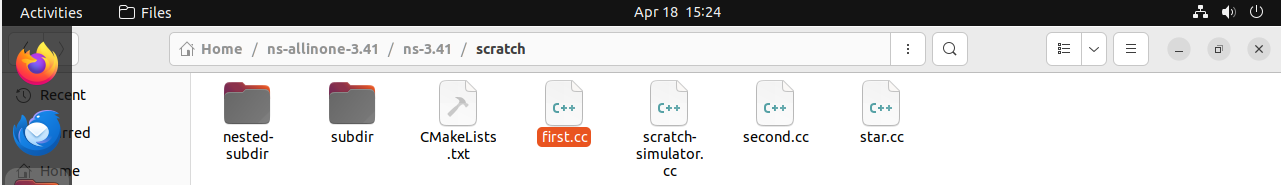 Activities Files Apr 18 15:24
Home / ns-allinone-3.41 / ns-3.41 / scratch
Recent
rred
Home
nested-
subdir
subdir
CMakeLists
.txt
C++
first.cc
C++
scratch-
simulator.
cc
C++
second.cc
C++
star.cc